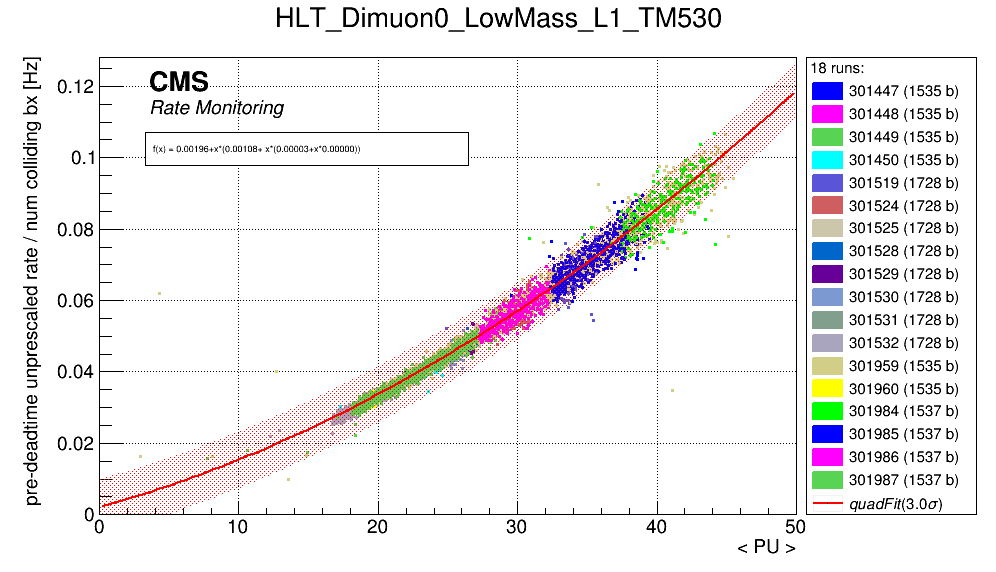 HLT_Dimuon0_LowMass_L1_TM530
pre-deadtime unprescaled rate / num colliding bx [Hz]
0.12
0.1
0.08
0.06
0.04
0.02
0
CMS
Rate Monitoring
f(x) = 0.00196+x*(0.00108+ x*(0.00003+x*0.00000))
0 10 20 30 40 50
< PU >
18 runs:
301447 (1535 b)
301448 (1535 b)
301449 (1535 b)
301450 (1535 b)
301519 (1728 b)
301524 (1728 b)
301525 (1728 b)
301528 (1728 b)
301529 (1728 b)
301530 (1728 b)
301531 (1728 b)
301532 (1728 b)
301959 (1535 b)
301960 (1535 b)
301984 (1537 b)
301985 (1537 b)
301986 (1537 b)
301987 (1537 b)
quadFit(3.0σ)